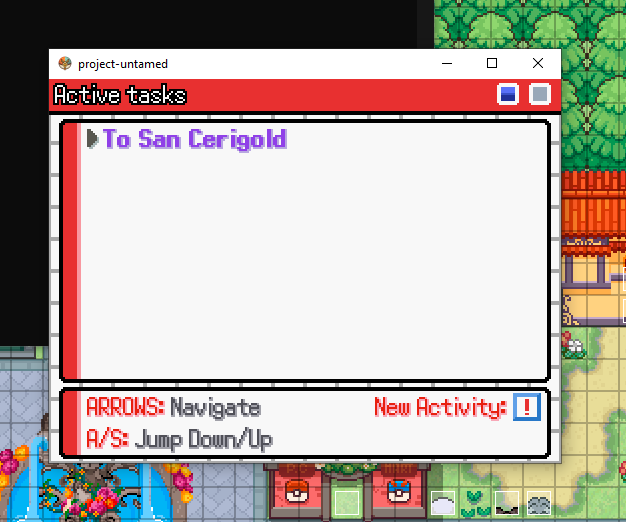 project-untamed
Active tasks
To San Cerigold
ARROWS: Navigate
New Activity: !
A/S: Jump Down/Up